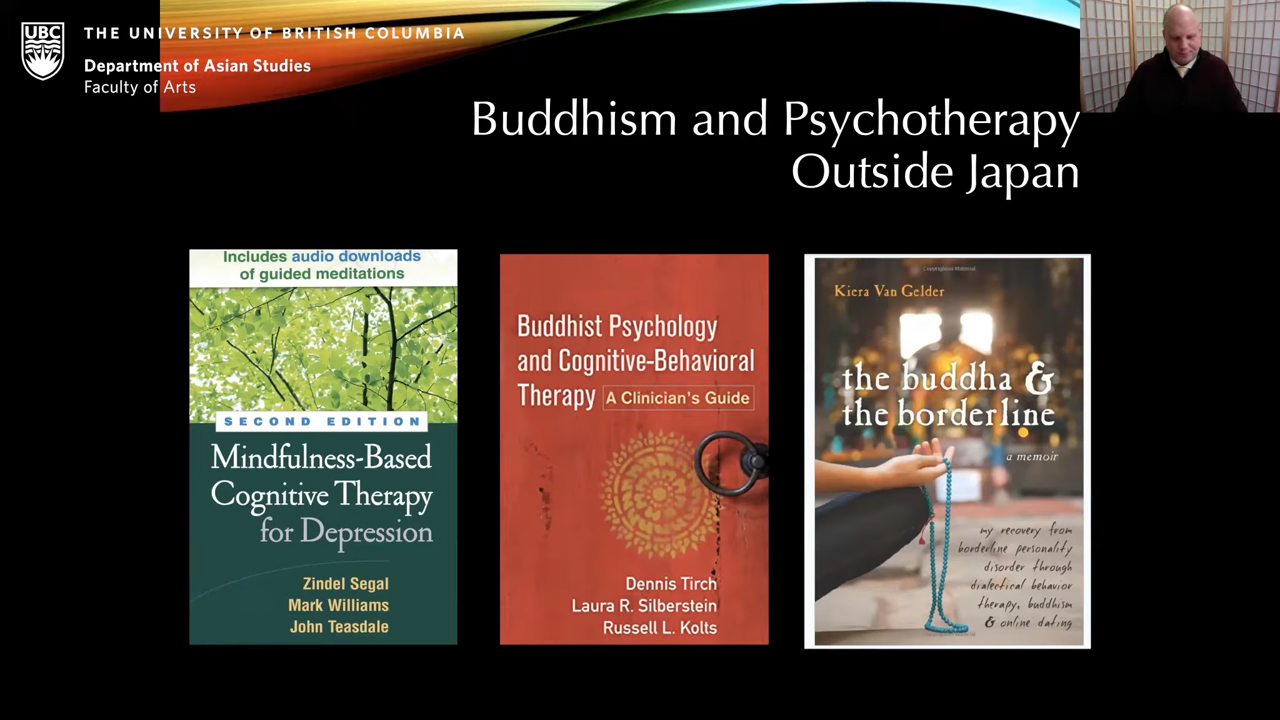 UBC
THE UNIVERSITY OF BRITISH COLUMBIA
Department of Asian Studies
Faculty of Arts
Buddhism and Psychotherapy
Outside Japan
Includes audio downloads
of guided meditations
SECOND EDITION
Mindfulness-Based
Cognitive Therapy
for Depression
Zindel Segal
Mark Williams
John Teasdale
Buddhist Psychology
and Cognitive-Behavioral
Therapy A Clinician's Guide
Dennis Tirch
Laura R. Silberstein
Russell L. Kolts
Copyrighted Material
Kiera Van Gelder
the buddha &
the borderline
a memoir
my recovery from
borderline personality
disorder through
dialectical behavior
therapy, buddhism
& online dating